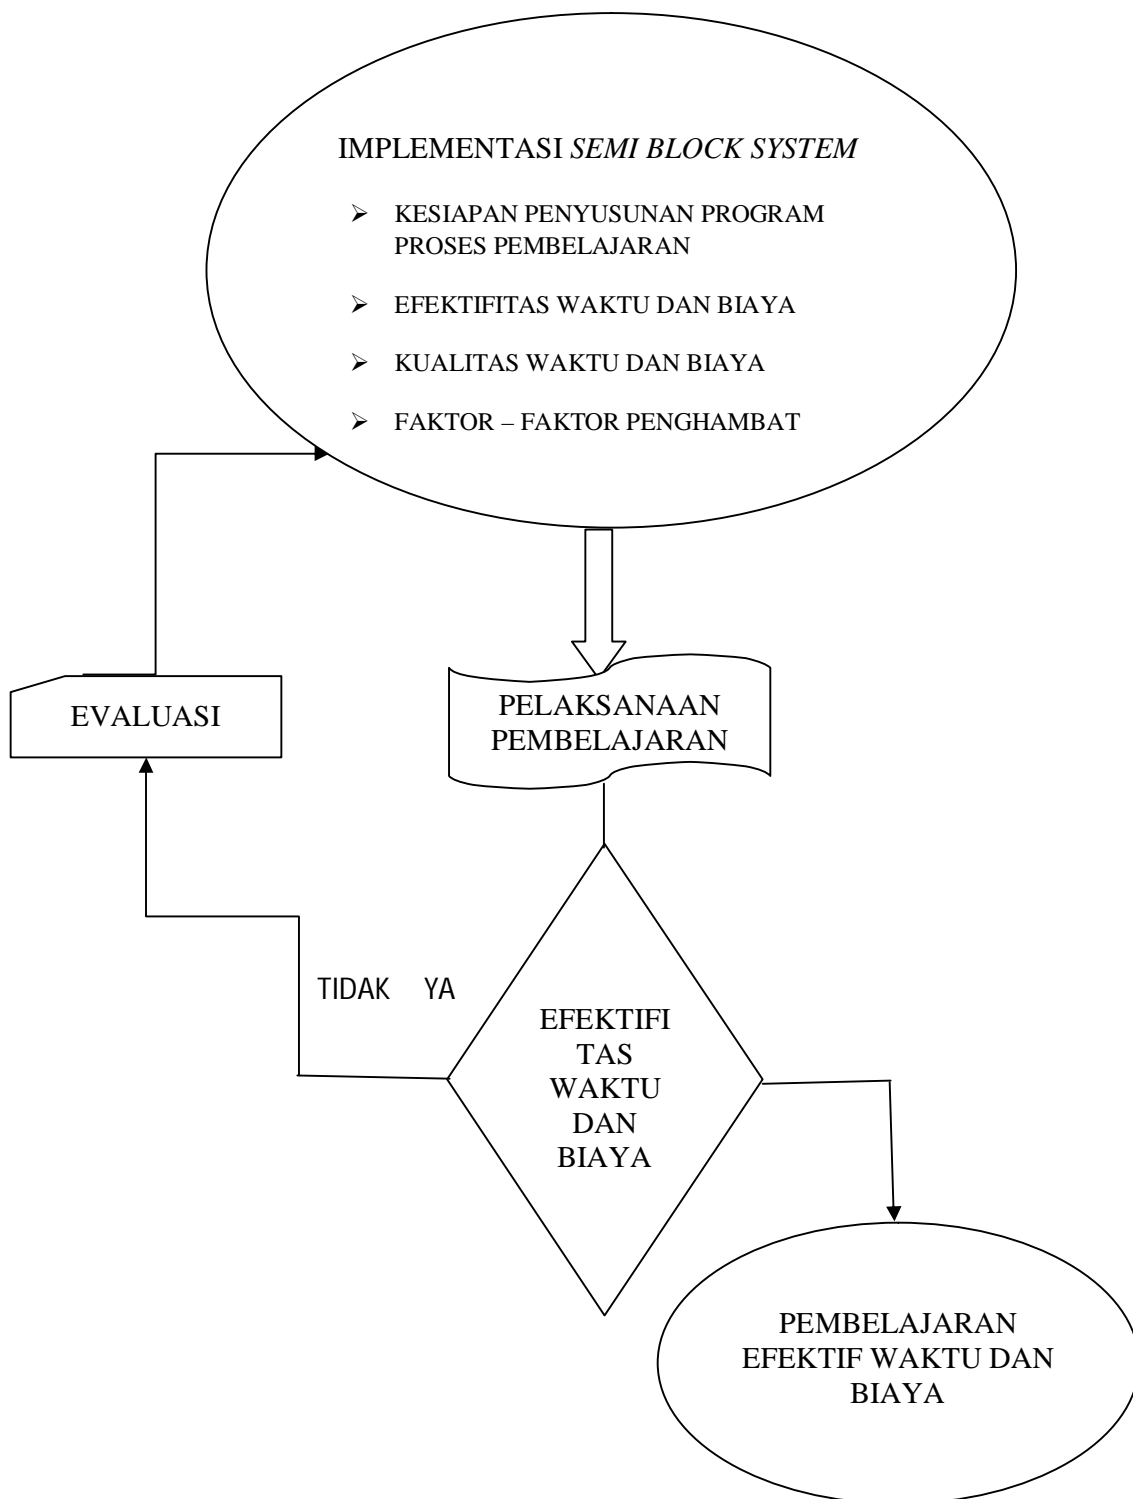 IMPLEMENTASI SEMI BLOCK SYSTEM
➢ KESIAPAN PENYUSUNAN PROGRAM
PROSES PEMBELAJARAN
➢ EFEKTIFITAS WAKTU DAN BIAYA
➢ KUALITAS WAKTU DAN BIAYA
➢ FAKTOR – FAKTOR PENGHAMBAT
EVALUASI
PELAKSANAAN
PEMBELAJARAN
TIDAK YA
EFEKTIFI
TAS
WAKTU
DAN
BIAYA
PEMBELAJARAN
EFEKTIF WAKTU DAN
BIAYA